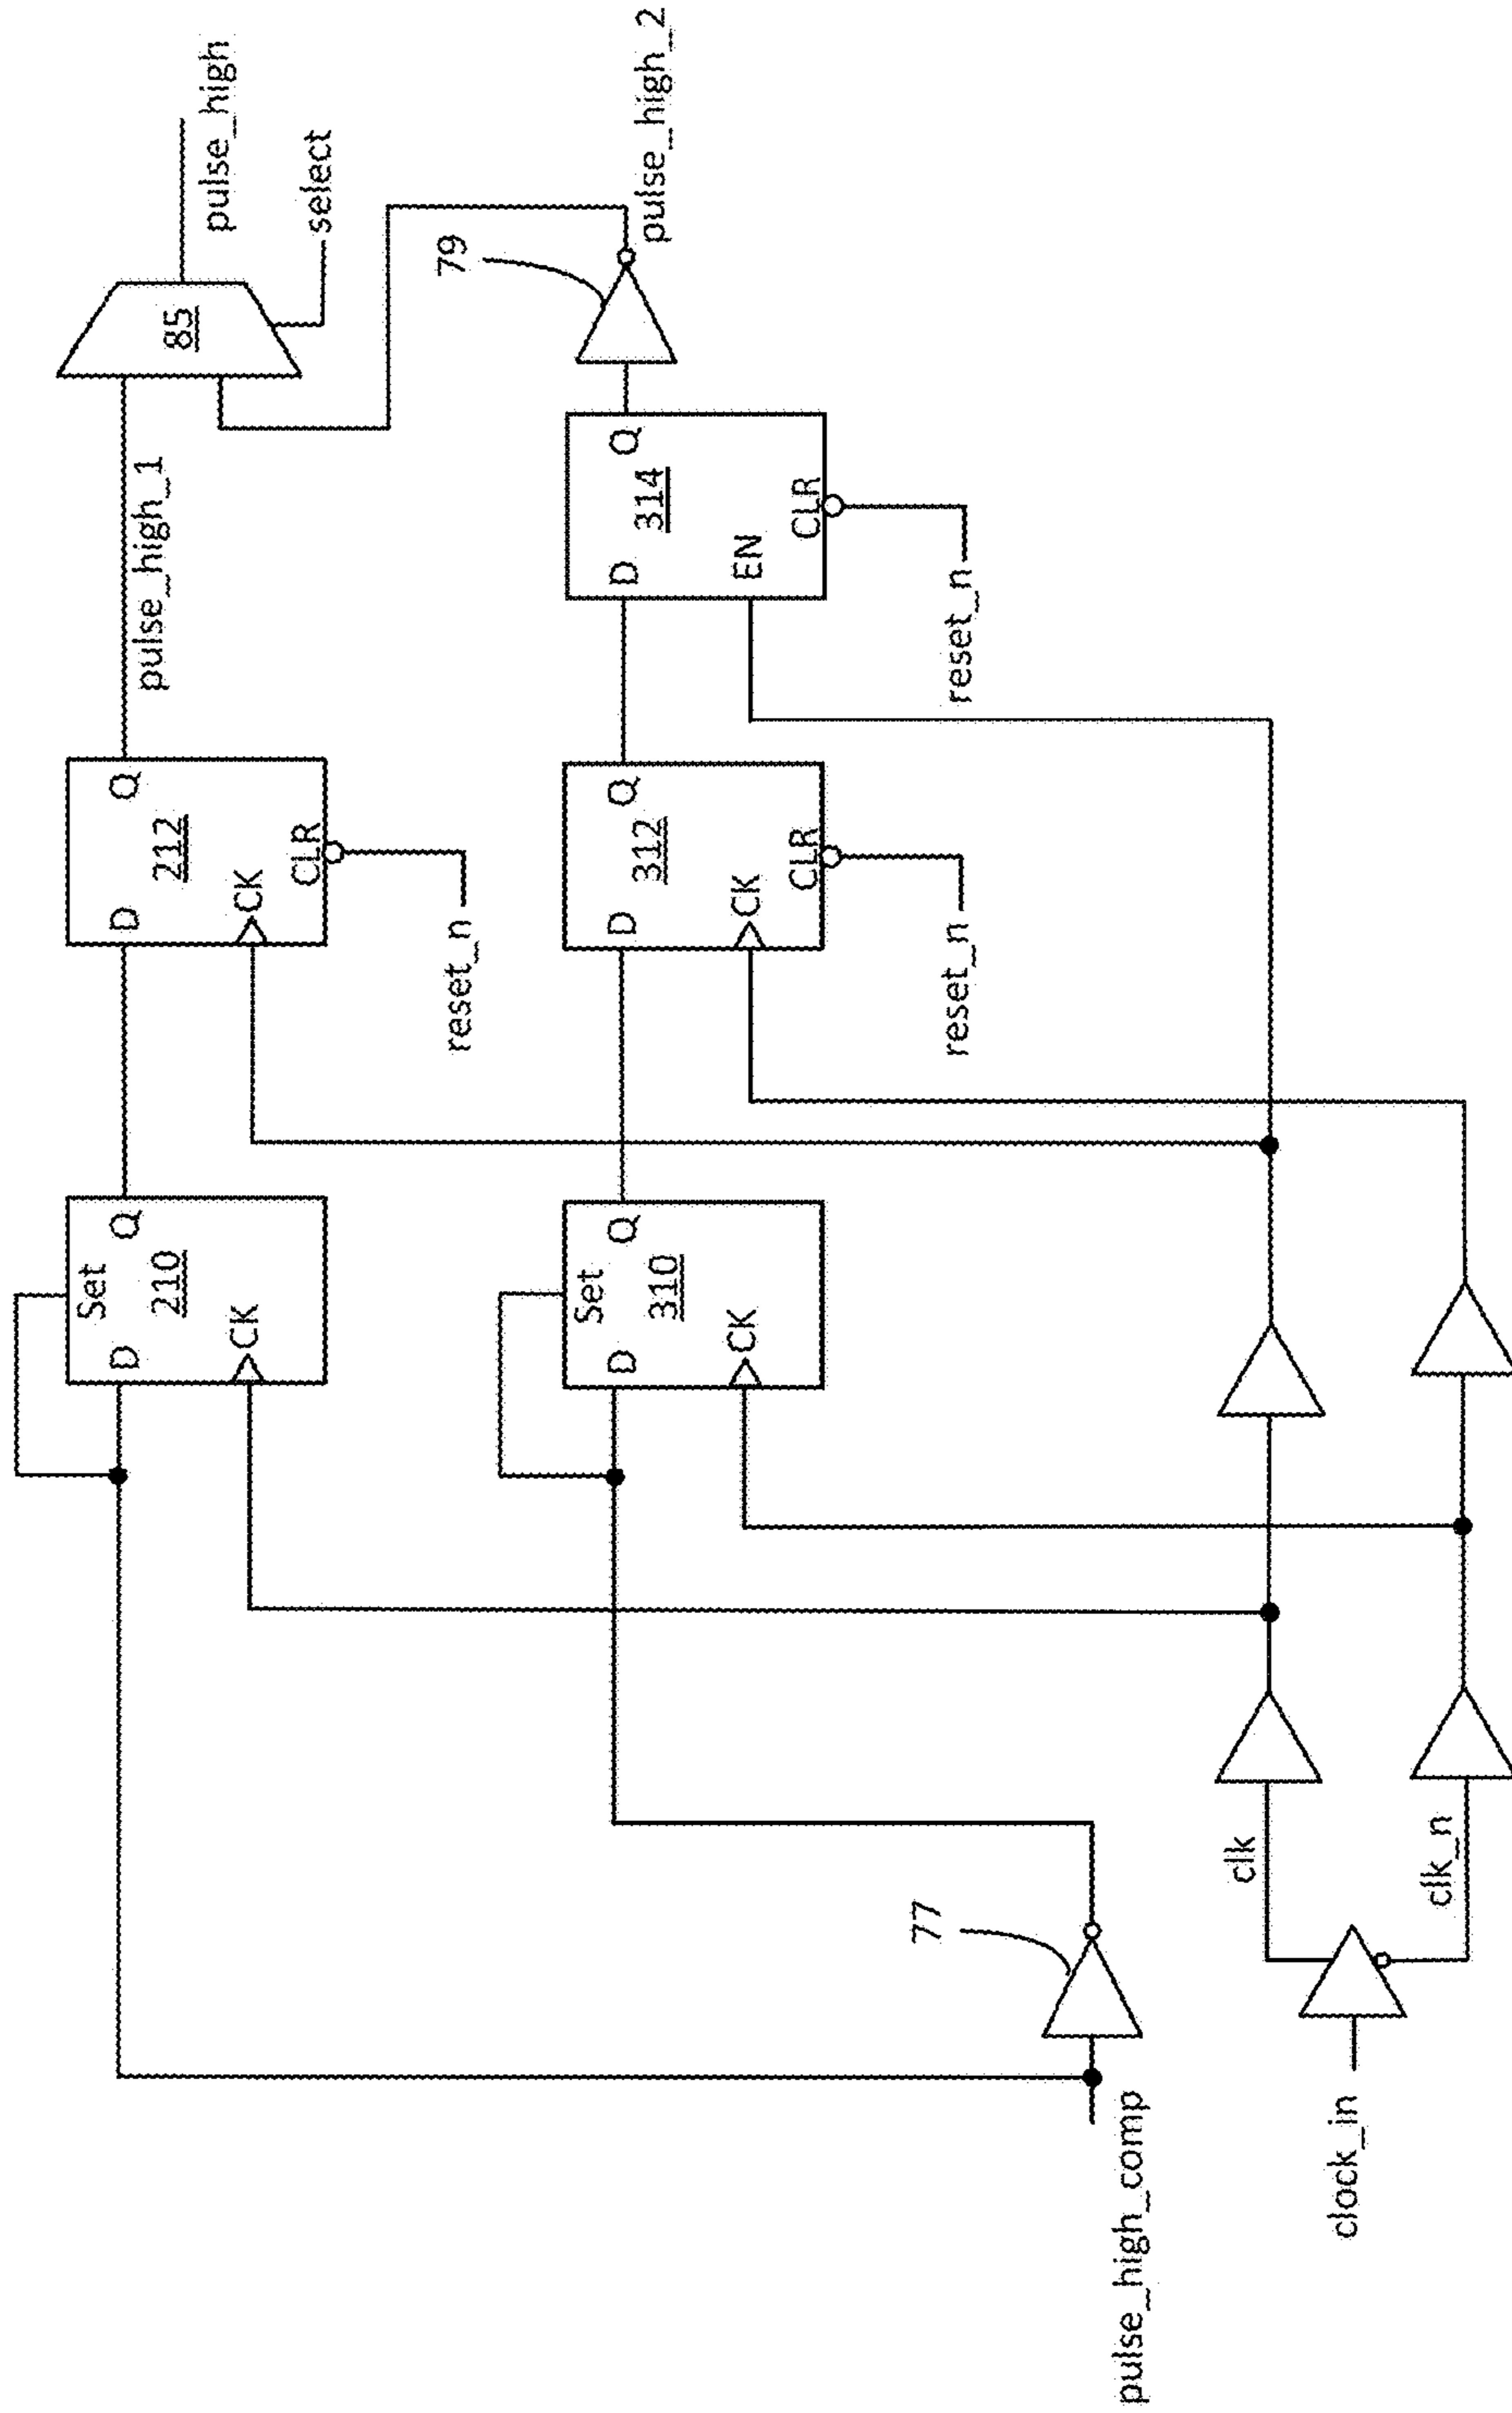 pulse_high_comp
77
clock_in
clk
clk_n
Set
D
Q
210
CK
D
Q
212
CK
CLR
reset_n
pulse_high_1
85
pulse_high
select
Set
D
Q
310
CK
D
Q
312
CK
CLR
reset_n
D
Q
314
EN
CLR
reset_n
79
pulse_high_2